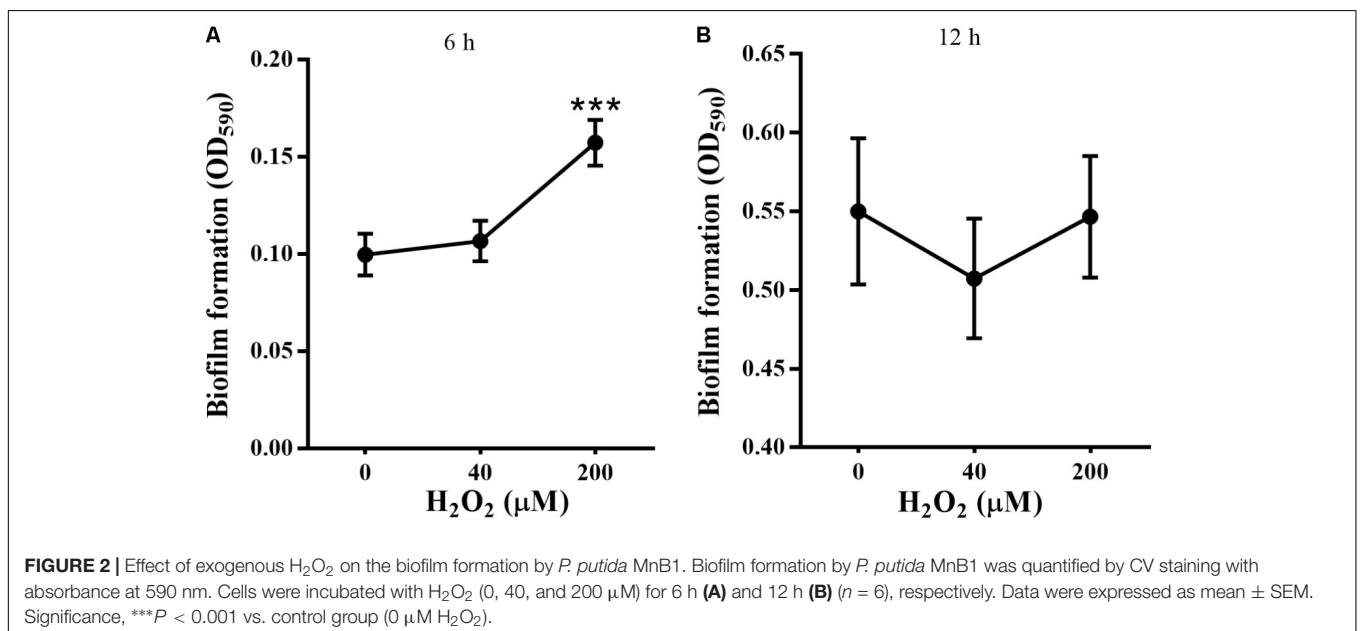 A
6 h
0.20
0.15
0.10
0.05
0.00
Biofilm formation (OD₅₉₀)
***
0 40 200
H₂O₂ (μM)
B
12 h
0.65
0.60
0.55
0.50
0.45
0.40
Biofilm formation (OD₅₉₀)
0 40 200
H₂O₂ (μM)
FIGURE 2 | Effect of exogenous H₂O₂ on the biofilm formation by P. putida MnB1. Biofilm formation by P. putida MnB1 was quantified by CV staining with
absorbance at 590 nm. Cells were incubated with H₂O₂ (0, 40, and 200 μM) for 6 h (A) and 12 h (B) (n = 6), respectively. Data were expressed as mean ± SEM.
Significance, ***P < 0.001 vs. control group (0 μM H₂O₂).